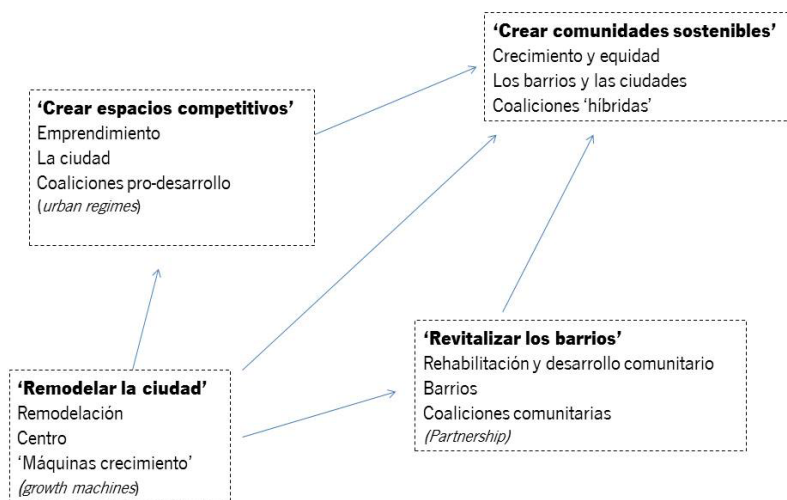 ‘Crear comunidades sostenibles’
Crecimiento y equidad
Los barrios y las ciudades
Coaliciones ‘híbridas’
‘Crear espacios competitivos’
Emprendimiento
La ciudad
Coaliciones pro-desarrollo
(urban regimes)
‘Revitalizar los barrios’
Rehabilitación y desarrollo comunitario
Barrios
Coaliciones comunitarias
(Partnership)
‘Remodelar la ciudad’
Remodelación
Centro
‘Máquinas crecimiento’
(growth machines)